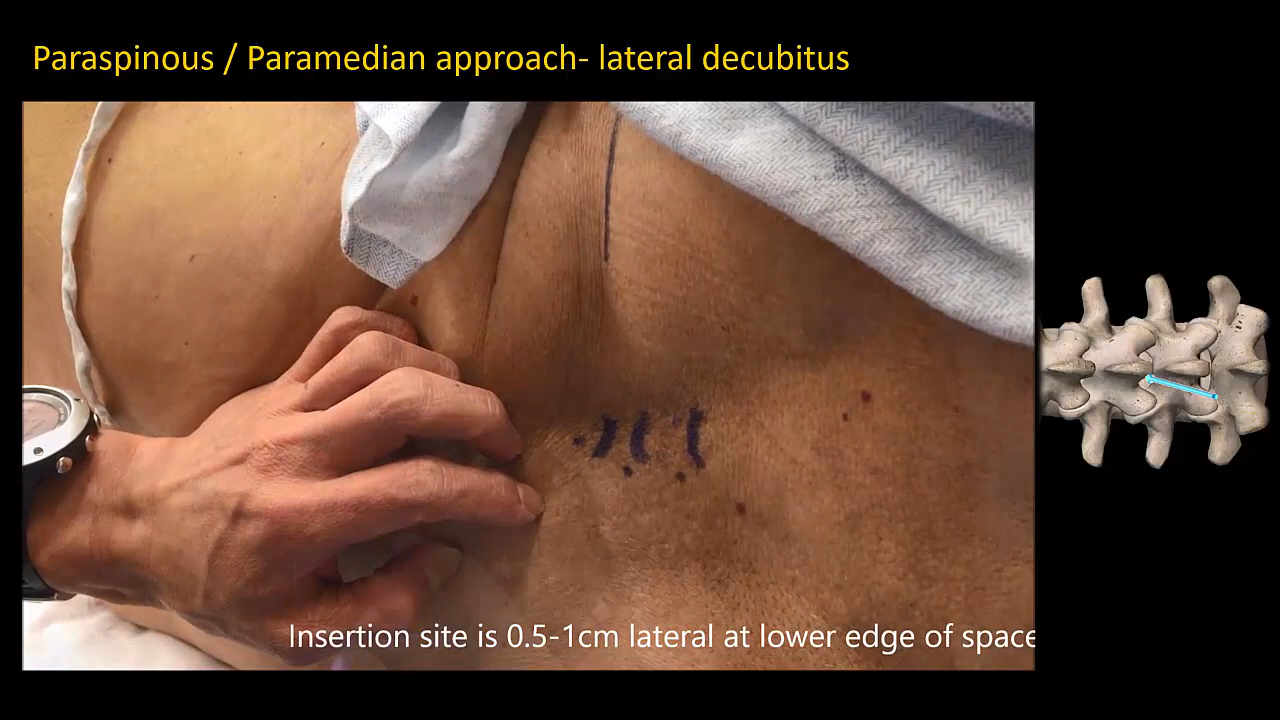 Paraspinous / Paramedian approach- lateral decubitus
Insertion site is 0.5-1cm lateral at lower edge of space